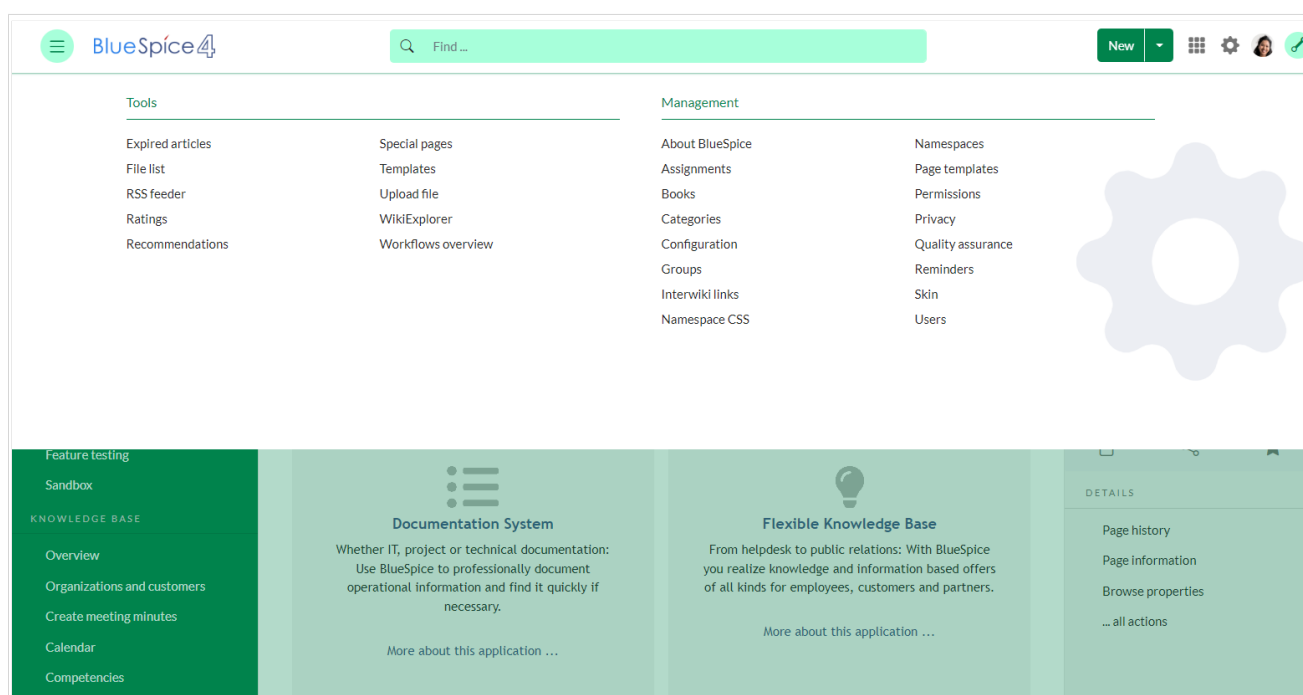 BlueSpice 4
Find ...
New
Tools
Expired articles
File list
RSS feeder
Ratings
Recommendations
Special pages
Templates
Upload file
WikiExplorer
Workflows overview
Management
About BlueSpice
Assignments
Books
Categories
Configuration
Groups
Interwiki links
Namespace CSS
Namespaces
Page templates
Permissions
Privacy
Quality assurance
Reminders
Skin
Users
Feature testing
Sandbox
KNOWLEDGE BASE
Overview
Organizations and customers
Create meeting minutes
Calendar
Competencies
Documentation System
Whether IT, project or technical documentation:
Use BlueSpice to professionally document
operational information and find it quickly if
necessary.
More about this application ...
Flexible Knowledge Base
From helpdesk to public relations: With BlueSpice
you realize knowledge and information based offers
of all kinds for employees, customers and partners.
More about this application ...
DETAILS
Page history
Page information
Browse properties
... all actions